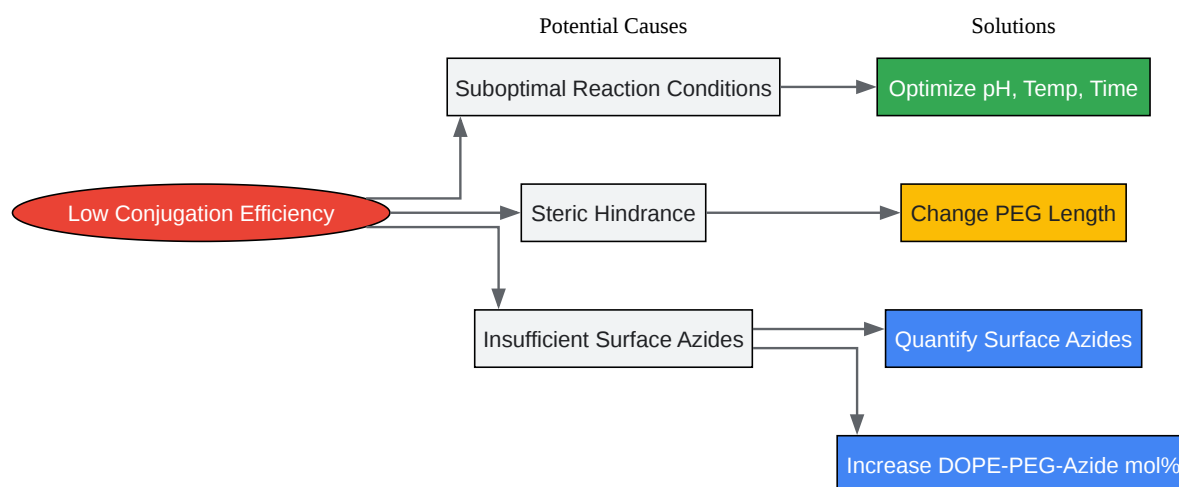 Potential Causes
Solutions
Suboptimal Reaction Conditions
Optimize pH, Temp, Time
Low Conjugation Efficiency
Steric Hindrance
Change PEG Length
Insufficient Surface Azides
Quantify Surface Azides
Increase DOPE-PEG-Azide mol%